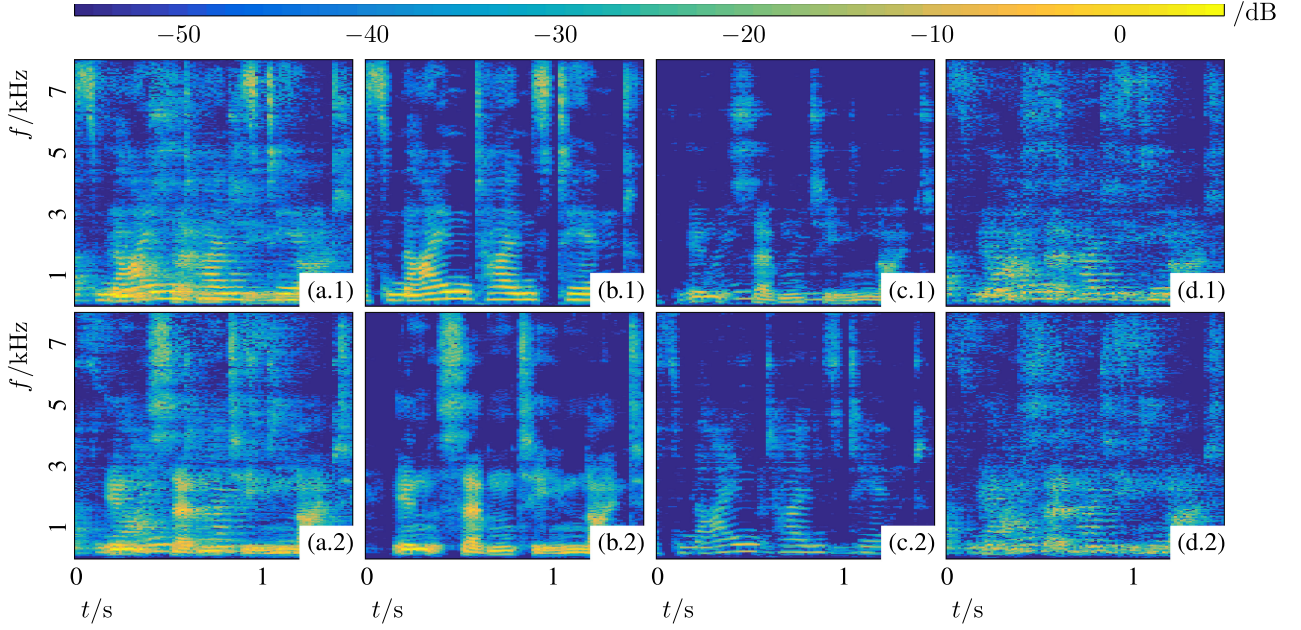 /dB
−50 −40 −30 −20 −10 0
f/kHz 7 5 3 1
(a.1) (b.1) (c.1) (d.1)
f/kHz 7 5 3 1
(a.2) (b.2) (c.2) (d.2)
0 1 0 1 0 1 0 1
t/s t/s t/s t/s